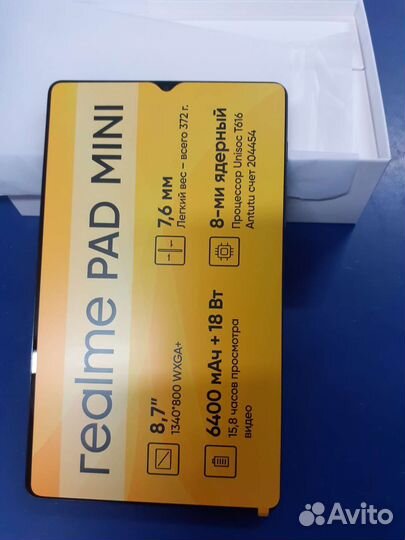 realme PAD MINI
8,7"
1340*800 WXGA+
7,6 мм
Легкий вес – всего 372 г.
6400 мАч + 18 Вт
15,8 часов просмотра
видео
8-ми ядерный
Процессор Unisoc T616
Antutu счет 204454
Avito